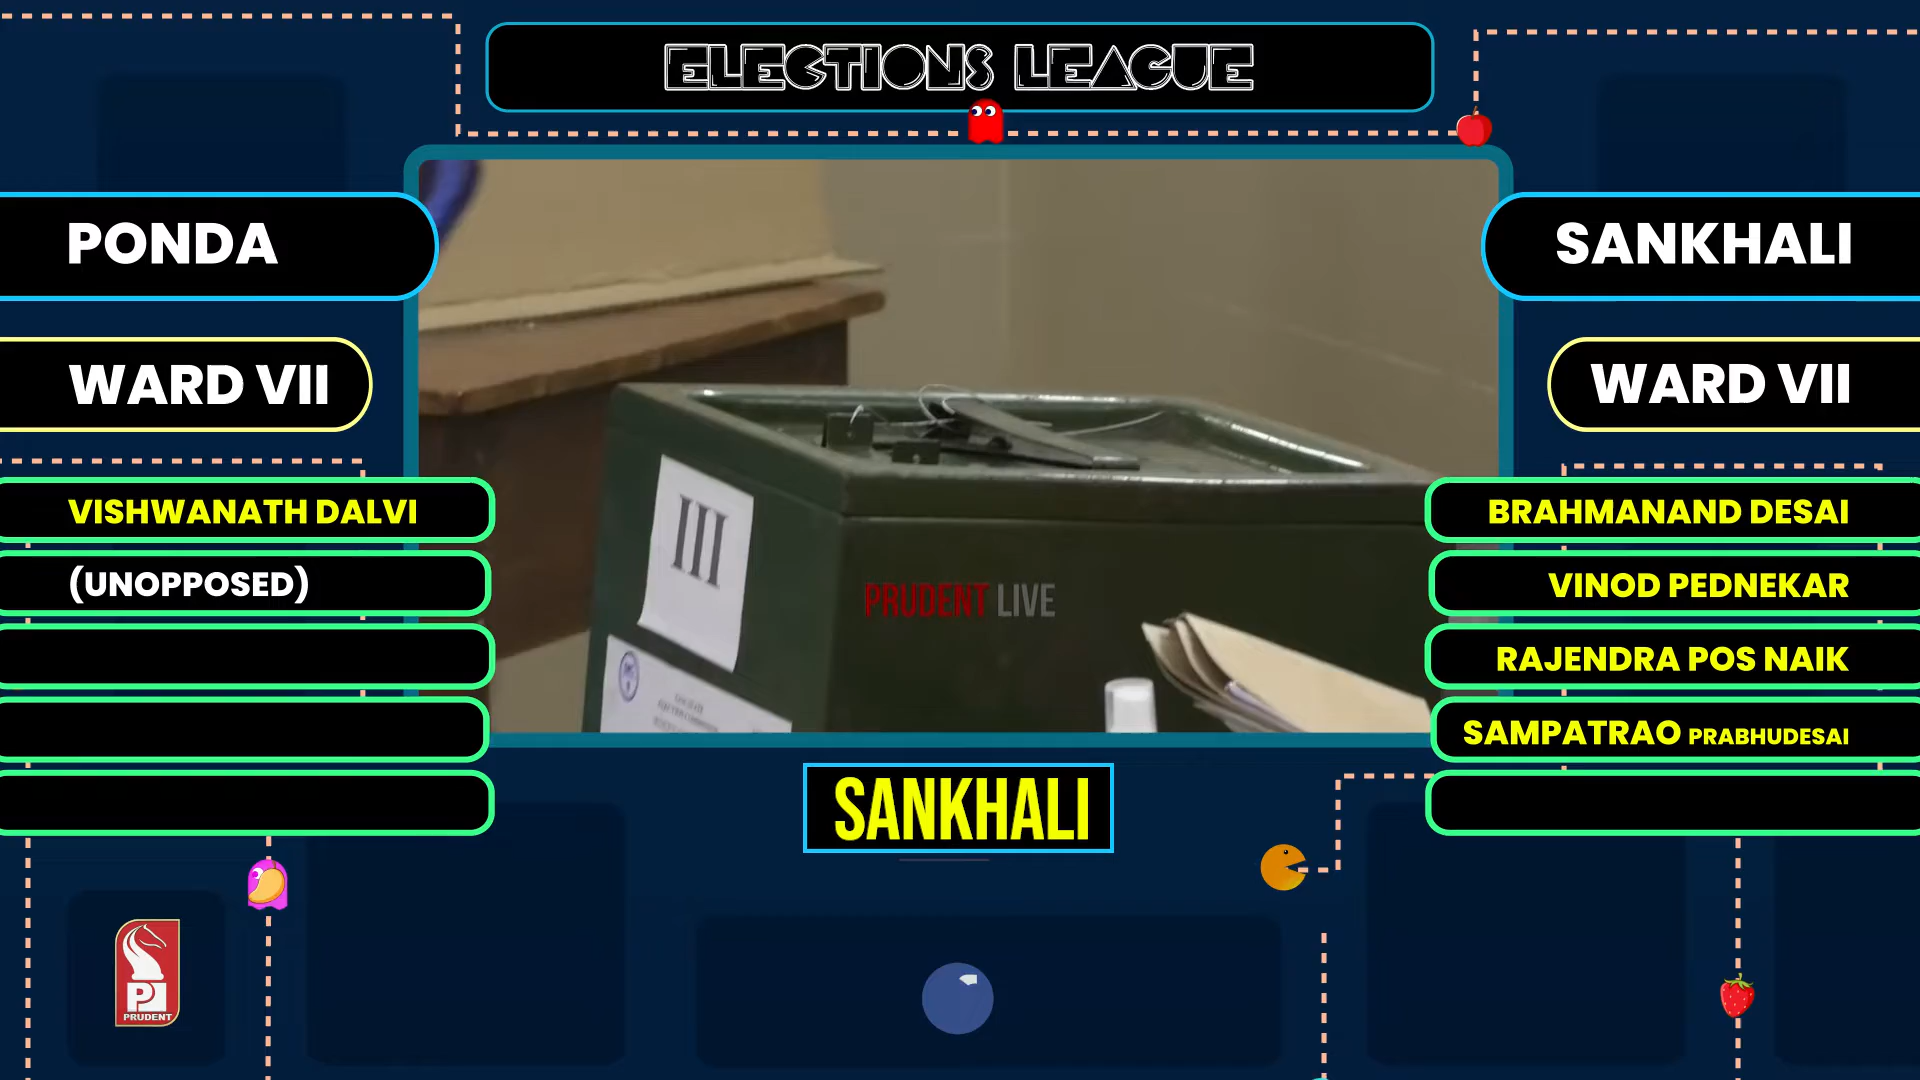 ELECTIONS LEAGUE
PONDA
WARD VII
VISHWANATH DALVI
(UNOPPOSED)
SANKHALI
WARD VII
BRAHMANAND DESAI
VINOD PEDNEKAR
RAJENDRA POS NAIK
SAMPATRAO PRABHUDESAI
III
PRUDENT LIVE
SANKHALI
P
PRUDENT